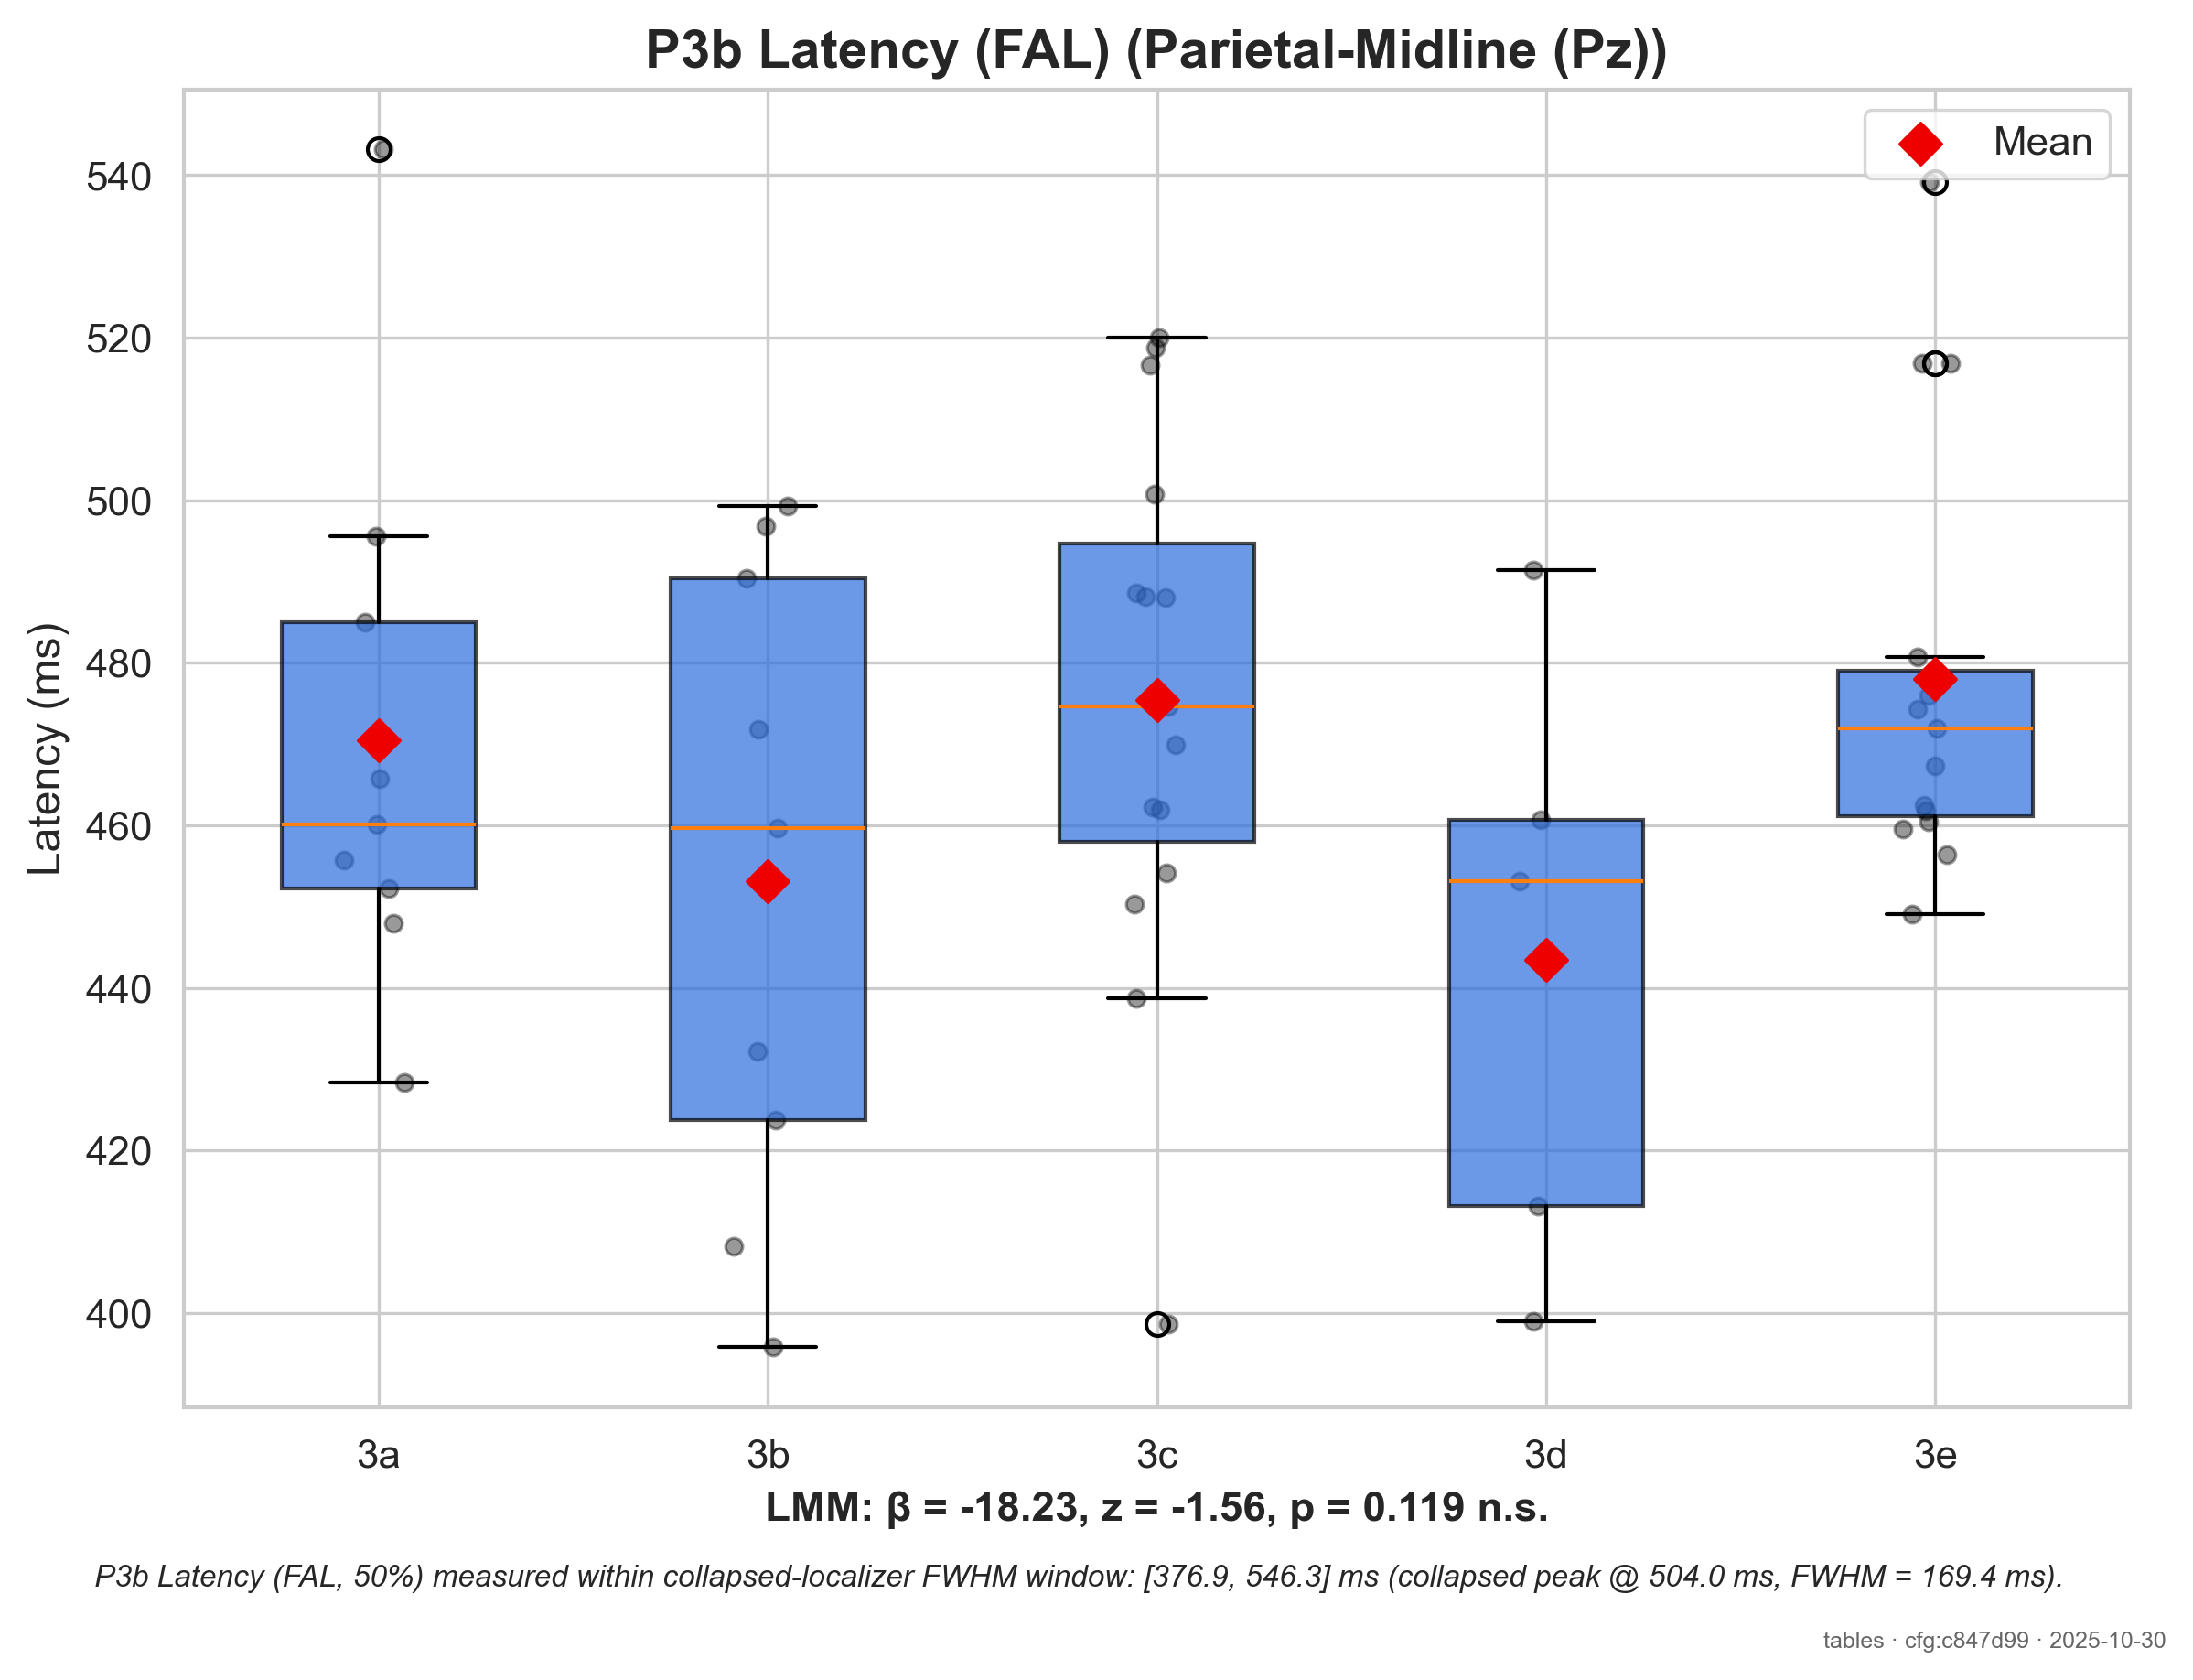 P3b Latency (FAL) (Parietal-Midline (Pz))
Mean
Latency (ms)
540
520
500
480
460
440
420
400
3a 3b 3c 3d 3e
LMM: β = -18.23, z = -1.56, p = 0.119 n.s.
P3b Latency (FAL, 50%) measured within collapsed-localizer FWHM window: [376.9, 546.3] ms (collapsed peak @ 504.0 ms, FWHM = 169.4 ms).
tables · cfg:c847d99 · 2025-10-30